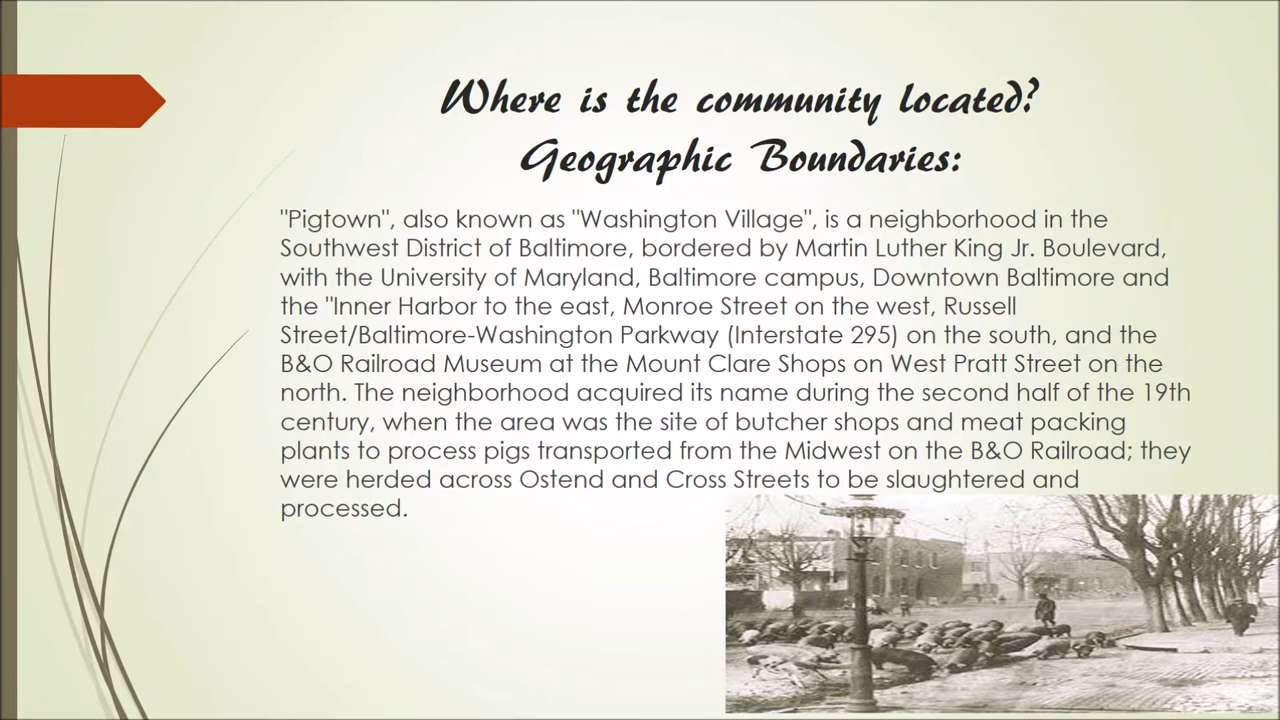 Where is the community located?
Geographic Boundaries:
"Pigtown", also known as "Washington Village", is a neighborhood in the
Southwest District of Baltimore, bordered by Martin Luther King Jr. Boulevard,
with the University of Maryland, Baltimore campus, Downtown Baltimore and
the "Inner Harbor to the east, Monroe Street on the west, Russell
Street/Baltimore-Washington Parkway (Interstate 295) on the south, and the
B&O Railroad Museum at the Mount Clare Shops on West Pratt Street on the
north. The neighborhood acquired its name during the second half of the 19th
century, when the area was the site of butcher shops and meat packing
plants to process pigs transported from the Midwest on the B&O Railroad; they
were herded across Ostend and Cross Streets to be slaughtered and
processed.